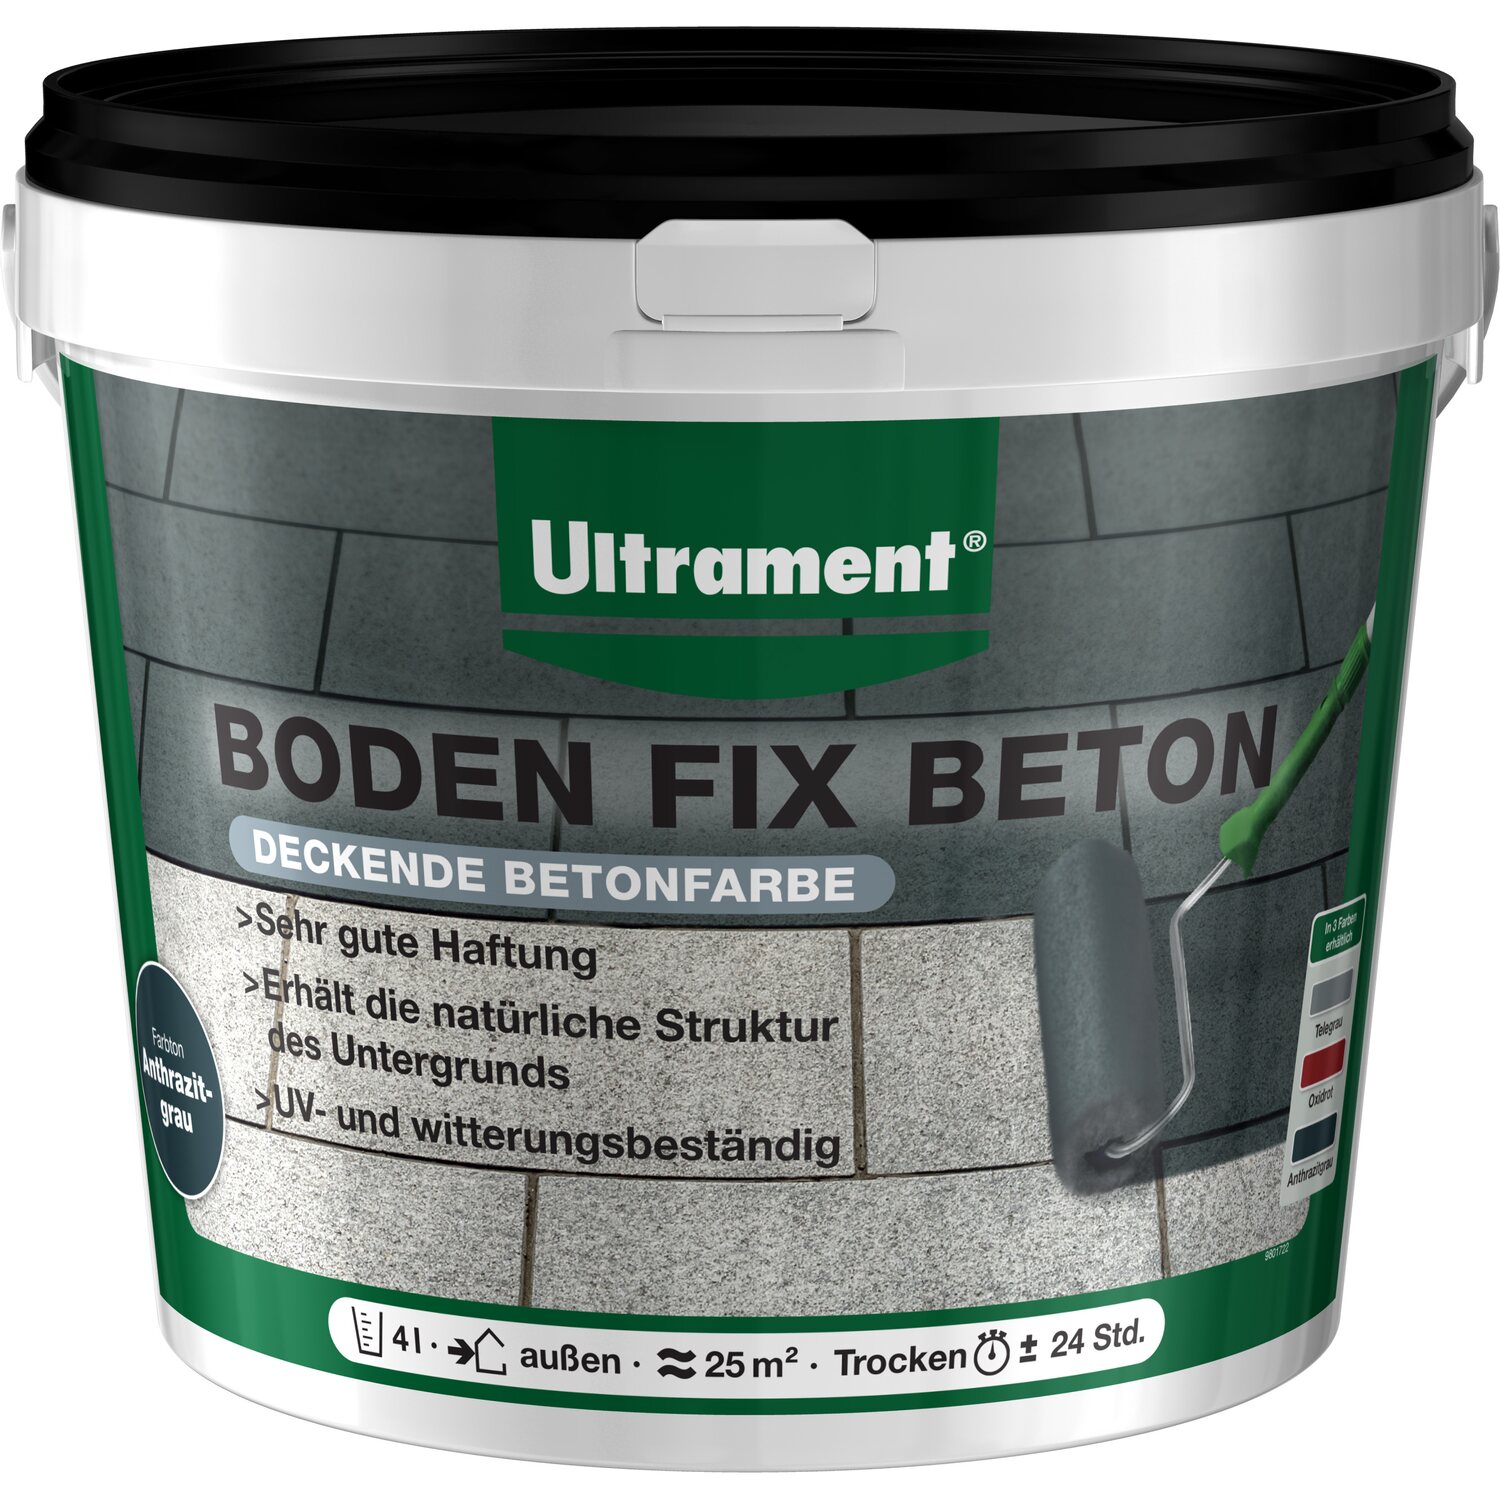 Ultrament®
BODEN FIX BETON
DECKENDE BETONFARBE
>Sehr gute Haftung
>Erhält die natürliche Struktur
des Untergrunds
>UV- und witterungsbeständig
Farbton
Anthrazit-
grau
In 3 Farben
erhältlich
Telegrau
Oxidrot
Anthrazitgrau
9801722
4 l · außen · 25 m² · Trocken ± 24 Std.